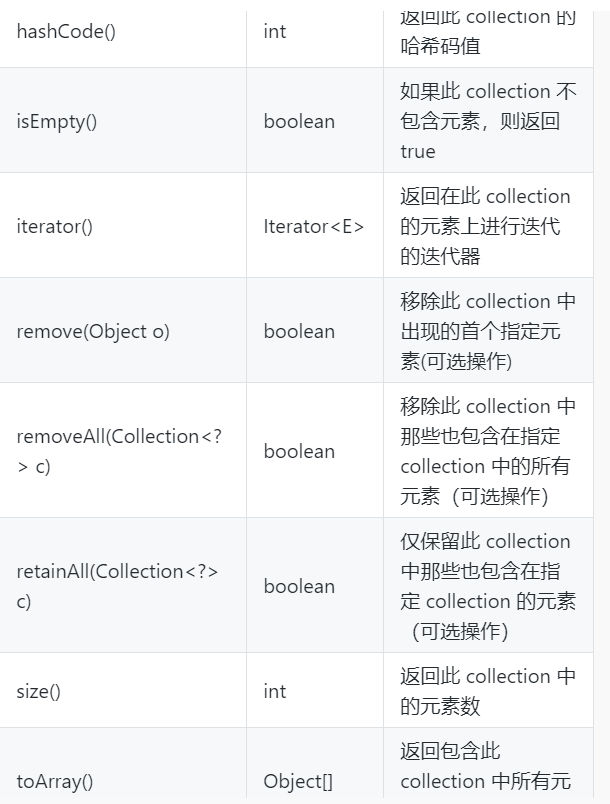 hashCode()
int
返回此 collection 的
哈希码值
isEmpty()
boolean
如果此 collection 不
包含元素，则返回
true
iterator()
Iterator<E>
返回在此 collection
的元素上进行迭代
的迭代器
remove(Object o)
boolean
移除此 collection 中
出现的首个指定元
素(可选操作)
removeAll(Collection<?
> c)
boolean
移除此 collection 中
那些也包含在指定
collection 中的所有
元素（可选操作）
retainAll(Collection<?>
c)
boolean
仅保留此 collection
中那些也包含在指
定 collection 的元素
（可选操作）
size()
int
返回此 collection 中
的元素数
toArray()
Object[]
返回包含此
collection 中所有元